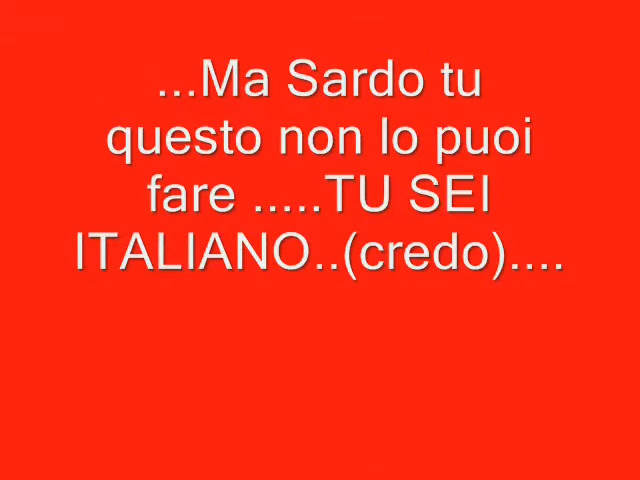 ...Ma Sardo tu
questo non lo puoi
fare .....TU SEI
ITALIANO..(credo)....